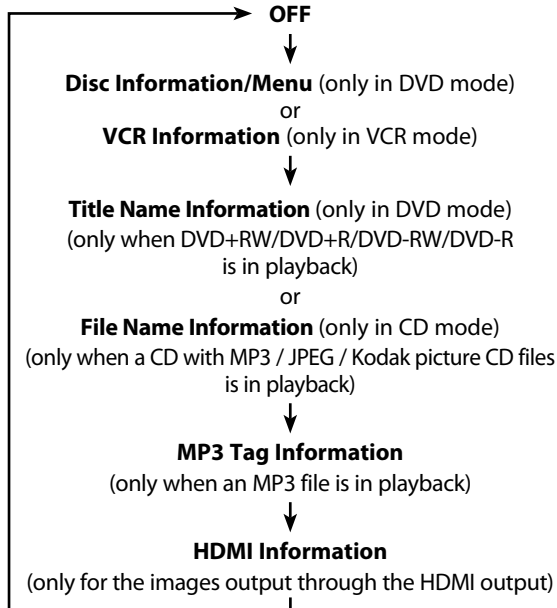 OFF
Disc Information/Menu (only in DVD mode)
or
VCR Information (only in VCR mode)
Title Name Information (only in DVD mode)
(only when DVD+RW/DVD+R/DVD-RW/DVD-R
is in playback)
or
File Name Information (only in CD mode)
(only when a CD with MP3 / JPEG / Kodak picture CD files
is in playback)
MP3 Tag Information
(only when an MP3 file is in playback)
HDMI Information
(only for the images output through the HDMI output)